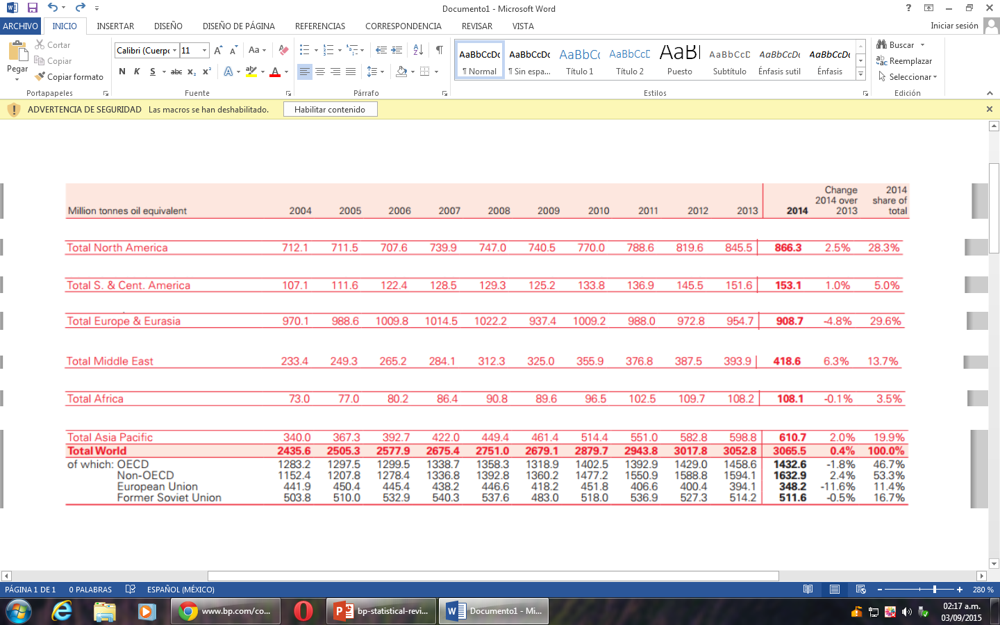 Documento1 - Microsoft Word
ARCHIVO INICIO INSERTAR DISEÑO DISEÑO DE PÁGINA REFERENCIAS CORRESPONDENCIA REVISAR VISTA Iniciar sesión
Pegar
Cortar
Copiar
Copiar formato
Portapapeles
Calibri (Cuerpo 11
N K S abc x₂ x²
Fuente
Párrafo
AaBbCcDc AaBbCcDc AaBbCc AaBbCcD AaBl AaBbCcD AaBbCcDc AaBbCcDc
¶ Normal ¶ Sin espa... Título 1 Título 2 Puesto Subtítulo Énfasis sutil Énfasis
Estilos
Buscar
Reemplazar
Seleccionar
Edición
ADVERTENCIA DE SEGURIDAD Las macros se han deshabilitado. Habilitar contenido
Million tonnes oil equivalent 2004 2005 2006 2007 2008 2009 2010 2011 2012 2013 2014 Change 2014 over 2013 2014 share of total
Total North America 712.1 711.5 707.6 739.9 747.0 740.5 770.0 788.6 819.6 845.5 866.3 2.5% 28.3%
Total S. & Cent. America 107.1 111.6 122.4 128.5 129.3 125.2 133.8 136.9 145.5 151.6 153.1 1.0% 5.0%
Total Europe & Eurasia 970.1 988.6 1009.8 1014.5 1022.2 937.4 1009.2 988.0 972.8 954.7 908.7 -4.8% 29.6%
Total Middle East 233.4 249.3 265.2 284.1 312.3 325.0 355.9 376.8 387.5 393.9 418.6 6.3% 13.7%
Total Africa 73.0 77.0 80.2 86.4 90.8 89.6 96.5 102.5 109.7 108.2 108.1 -0.1% 3.5%
Total Asia Pacific 340.0 367.3 392.7 422.0 449.4 461.4 514.4 551.0 582.8 598.8 610.7 2.0% 19.9%
Total World 2435.6 2505.3 2577.9 2675.4 2751.0 2679.1 2879.7 2943.8 3017.8 3052.8 3065.5 0.4% 100.0%
of which: OECD 1283.2 1297.5 1299.5 1338.7 1358.3 1318.9 1402.5 1392.9 1429.0 1458.6 1432.6 -1.8% 46.7%
Non-OECD 1152.4 1207.8 1278.4 1336.8 1392.8 1360.2 1477.2 1550.9 1588.8 1594.1 1632.9 2.4% 53.3%
European Union 441.9 450.4 445.4 438.2 446.6 418.2 451.8 406.6 400.4 394.1 348.2 -11.6% 11.4%
Former Soviet Union 503.8 510.0 532.9 540.3 537.6 483.0 518.0 536.9 527.3 514.2 511.6 -0.5% 16.7%
PÁGINA 1 DE 1 0 PALABRAS ESPAÑOL (MÉXICO) 280 %
www.bp.com/co... bp-statistical-revi... Documento1 - Mi... 02:17 a.m.
03/09/2015